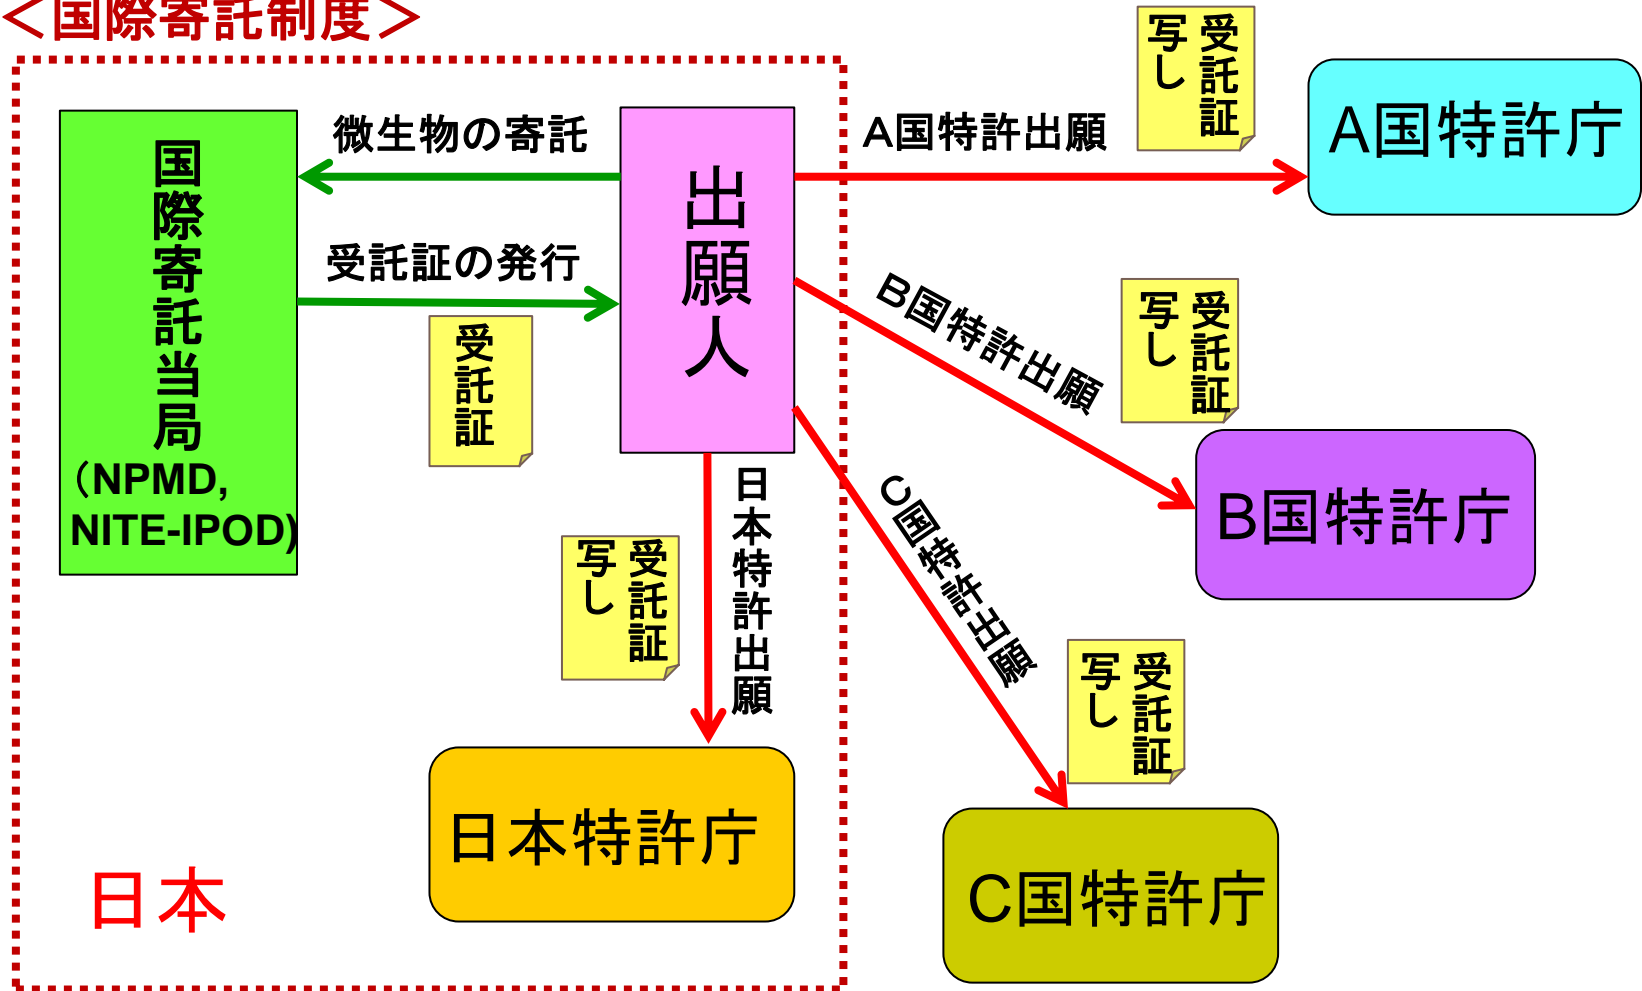 ＜国際寄託制度＞
国際寄託当局
（NPMD,
NITE-IPOD)
微生物の寄託
受託証の発行
受託証
出願人
A国特許出願
受託証
写し
A国特許庁
B国特許出願
受託証
写し
B国特許庁
C国特許出願
受託証
写し
C国特許庁
日本特許出願
受託証
写し
日本特許庁
日本